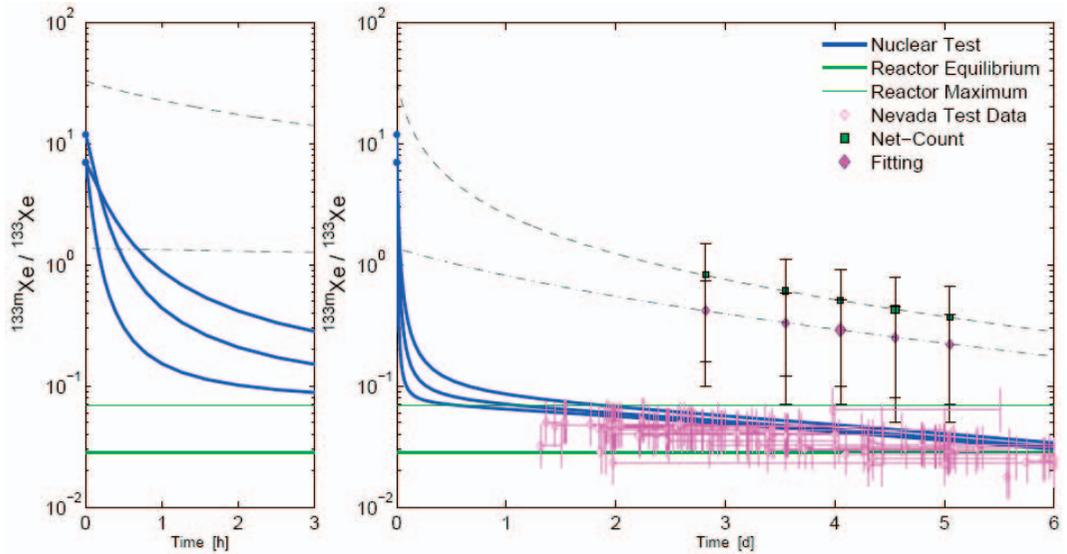 10²
10¹
10⁰
10⁻¹
10⁻²
¹³³ᵐXe / ¹³³Xe
0 1 2 3
Time [h]
10²
10¹
10⁰
10⁻¹
10⁻²
¹³³ᵐXe / ¹³³Xe
0 1 2 3 4 5 6
Time [d]
Nuclear Test
Reactor Equilibrium
Reactor Maximum
Nevada Test Data
Net-Count
Fitting